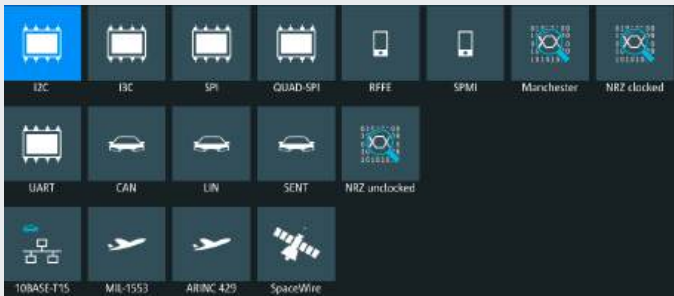 I2C I3C SPI QUAD-SPI RFFE SPMI Manchester NRZ clocked
UART CAN LIN SENT NRZ unclocked
10BASE-T1S MIL-1553 ARINC 429 SpaceWire